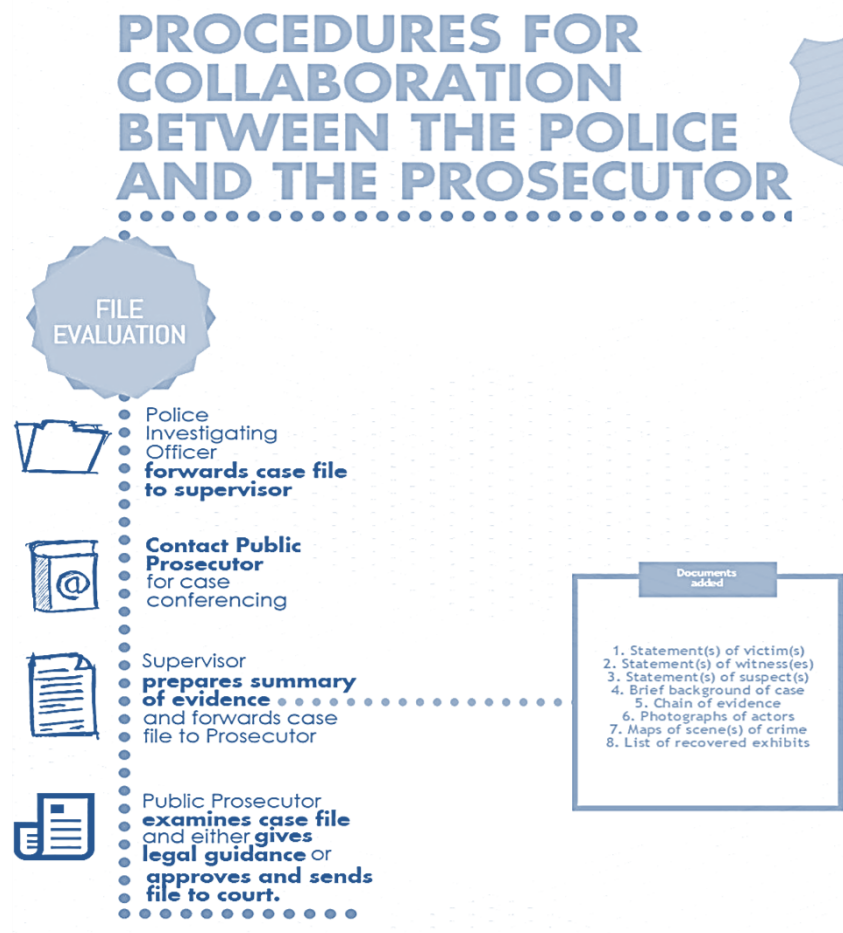 PROCEDURES FOR
COLLABORATION
BETWEEN THE POLICE
AND THE PROSECUTOR
FILE
EVALUATION
Police
Investigating
Officer
forwards case file
to supervisor
Contact Public
Prosecutor
for case
conferencing
@
Supervisor
prepares summary
of evidence
and forwards case
file to Prosecutor
Documents
added
1. Statement(s) of victim(s)
2. Statement(s) of witness(es)
3. Statement(s) of suspect(s)
4. Brief background of case
5. Chain of evidence
6. Photographs of actors
7. Maps of scene(s) of crime
8. List of recovered exhibits
Public Prosecutor
examines case file
and either gives
legal guidance or
approves and sends
file to court.